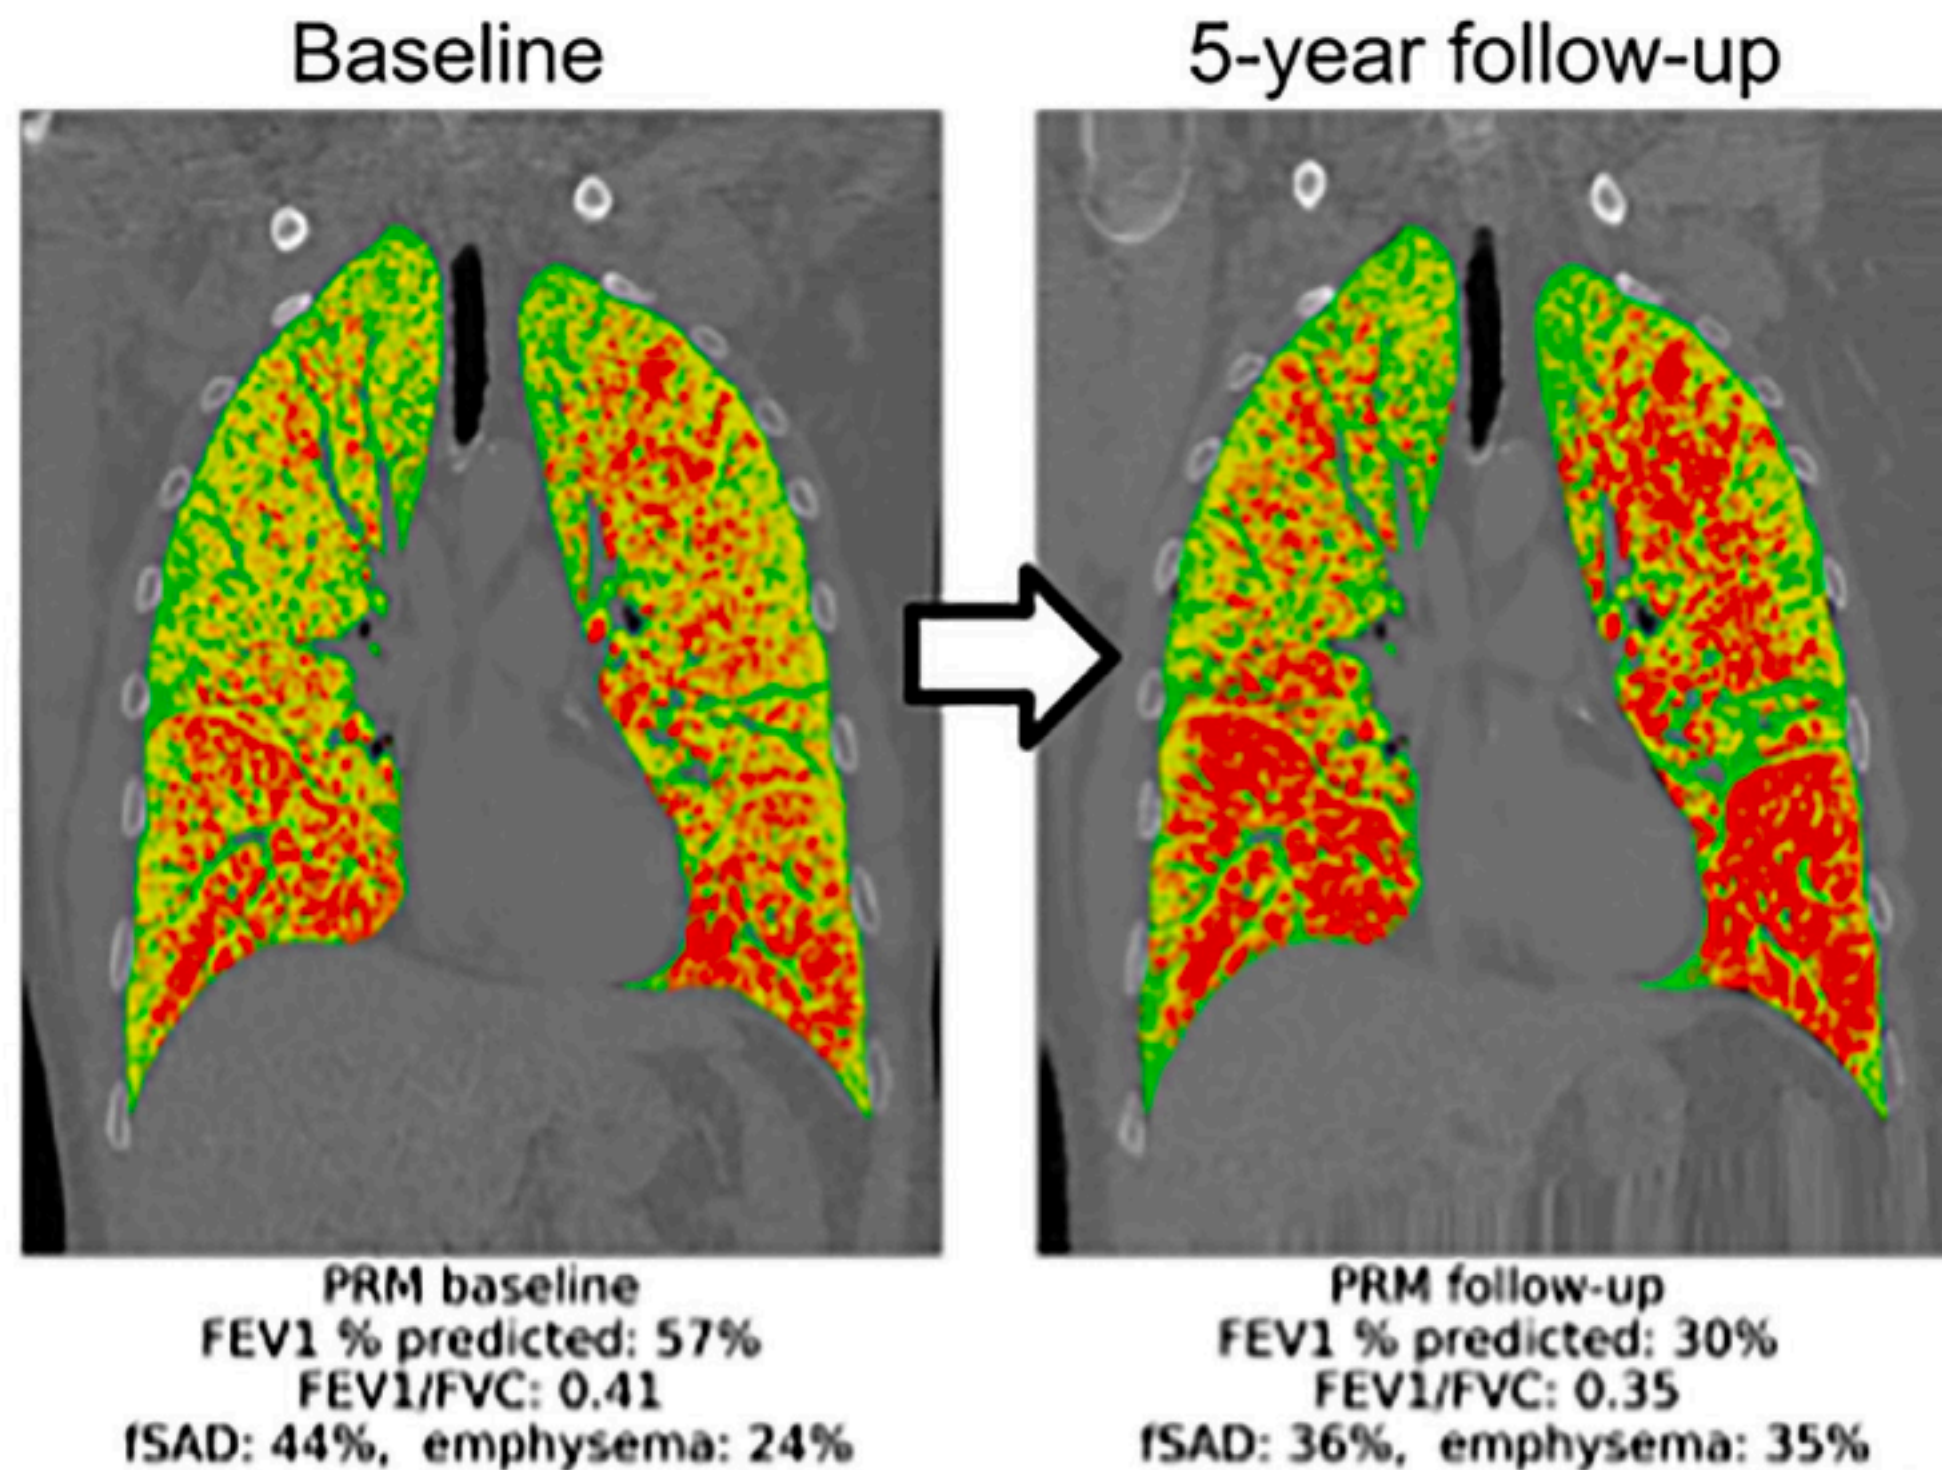 Baseline
5-year follow-up
PRM baseline
FEV1 % predicted: 57%
FEV1/FVC: 0.41
fSAD: 44%, emphysema: 24%
PRM follow-up
FEV1 % predicted: 30%
FEV1/FVC: 0.35
fSAD: 36%, emphysema: 35%